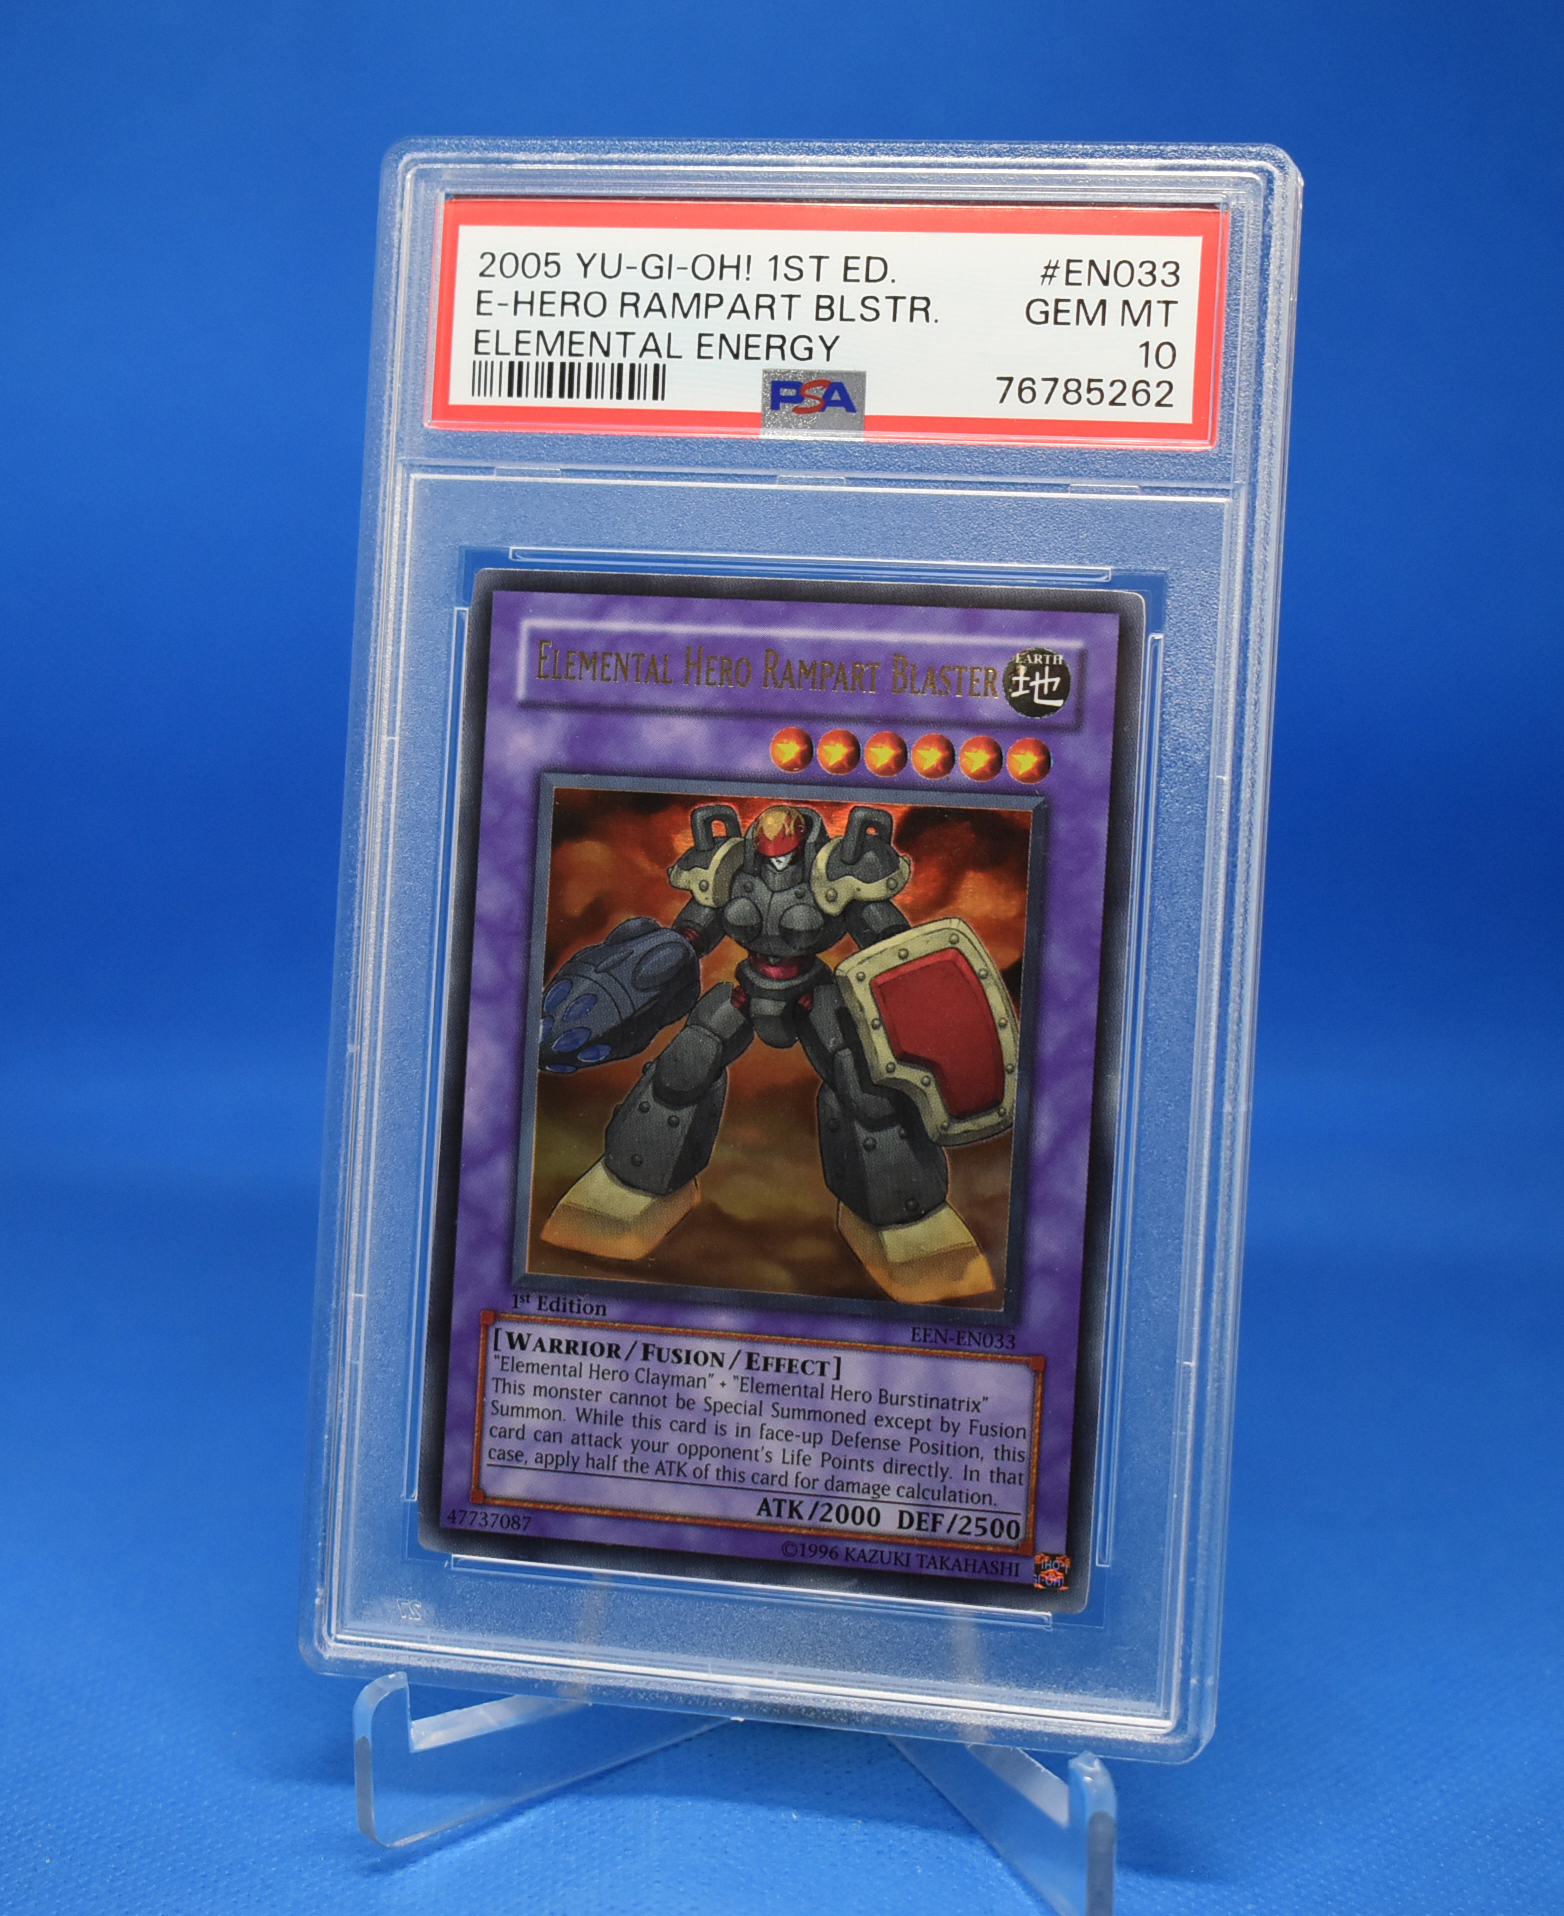 2005 YU-GI-OH! 1ST ED. #EN033
E-HERO RAMPART BLSTR. GEM MT
ELEMENTAL ENERGY 10
PSA 76785262
ELEMENTAL HERO RAMPART BLASTER
EARTH
地
1st Edition
EEN-EN033
[WARRIOR/FUSION/EFFECT]
"Elemental Hero Clayman" + "Elemental Hero Burstinatrix"
This monster cannot be Special Summoned except by Fusion
Summon. While this card is in face-up Defense Position, this
card can attack your opponent's Life Points directly. In that
case, apply half the ATK of this card for damage calculation.
ATK/2000 DEF/2500
47737087
©1996 KAZUKI TAKAHASHI
27